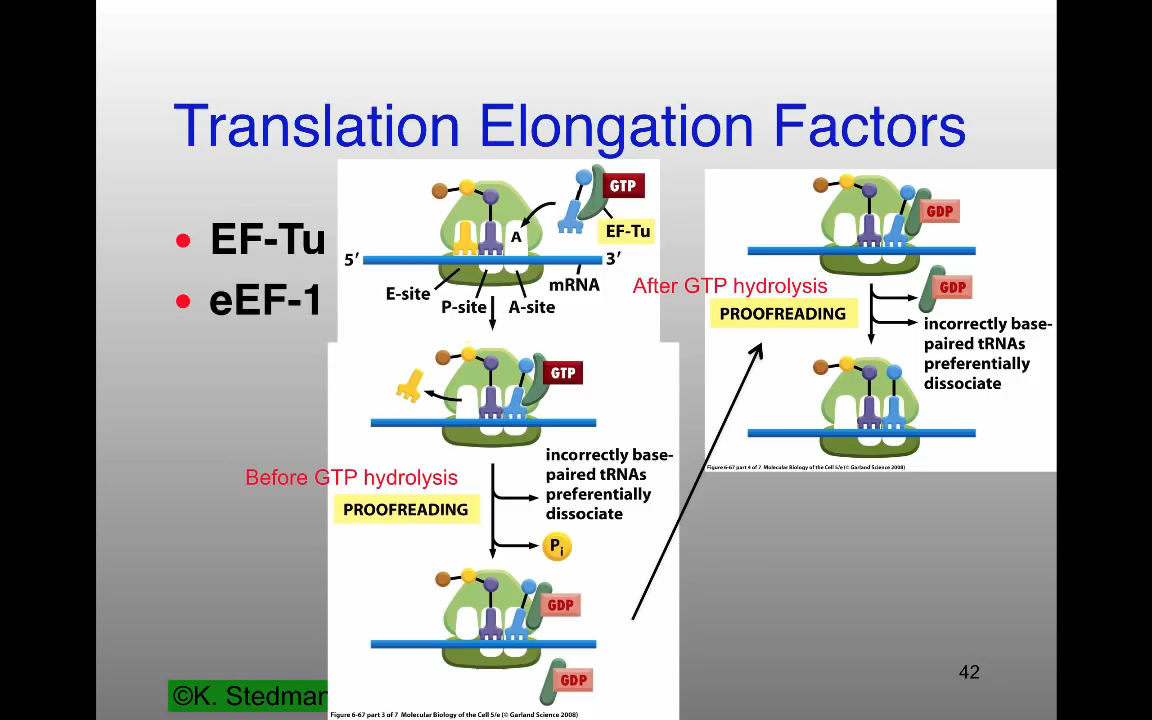 Translation Elongation Factors
• EF-Tu
• eEF-1
GTP
EF-Tu
A
5′
3′
E-site
P-site
A-site
mRNA
GTP
incorrectly base-
paired tRNAs
preferentially
dissociate
Before GTP hydrolysis
PROOFREADING
Pi
GDP
GDP
Figure 6-67 part 3 of 7 Molecular Biology of the Cell 5/e (© Garland Science 2008)
GDP
After GTP hydrolysis
PROOFREADING
GDP
incorrectly base-
paired tRNAs
preferentially
dissociate
Figure 6-67 part 4 of 7 Molecular Biology of the Cell 5/e (© Garland Science 2008)
©K. Stedman
42